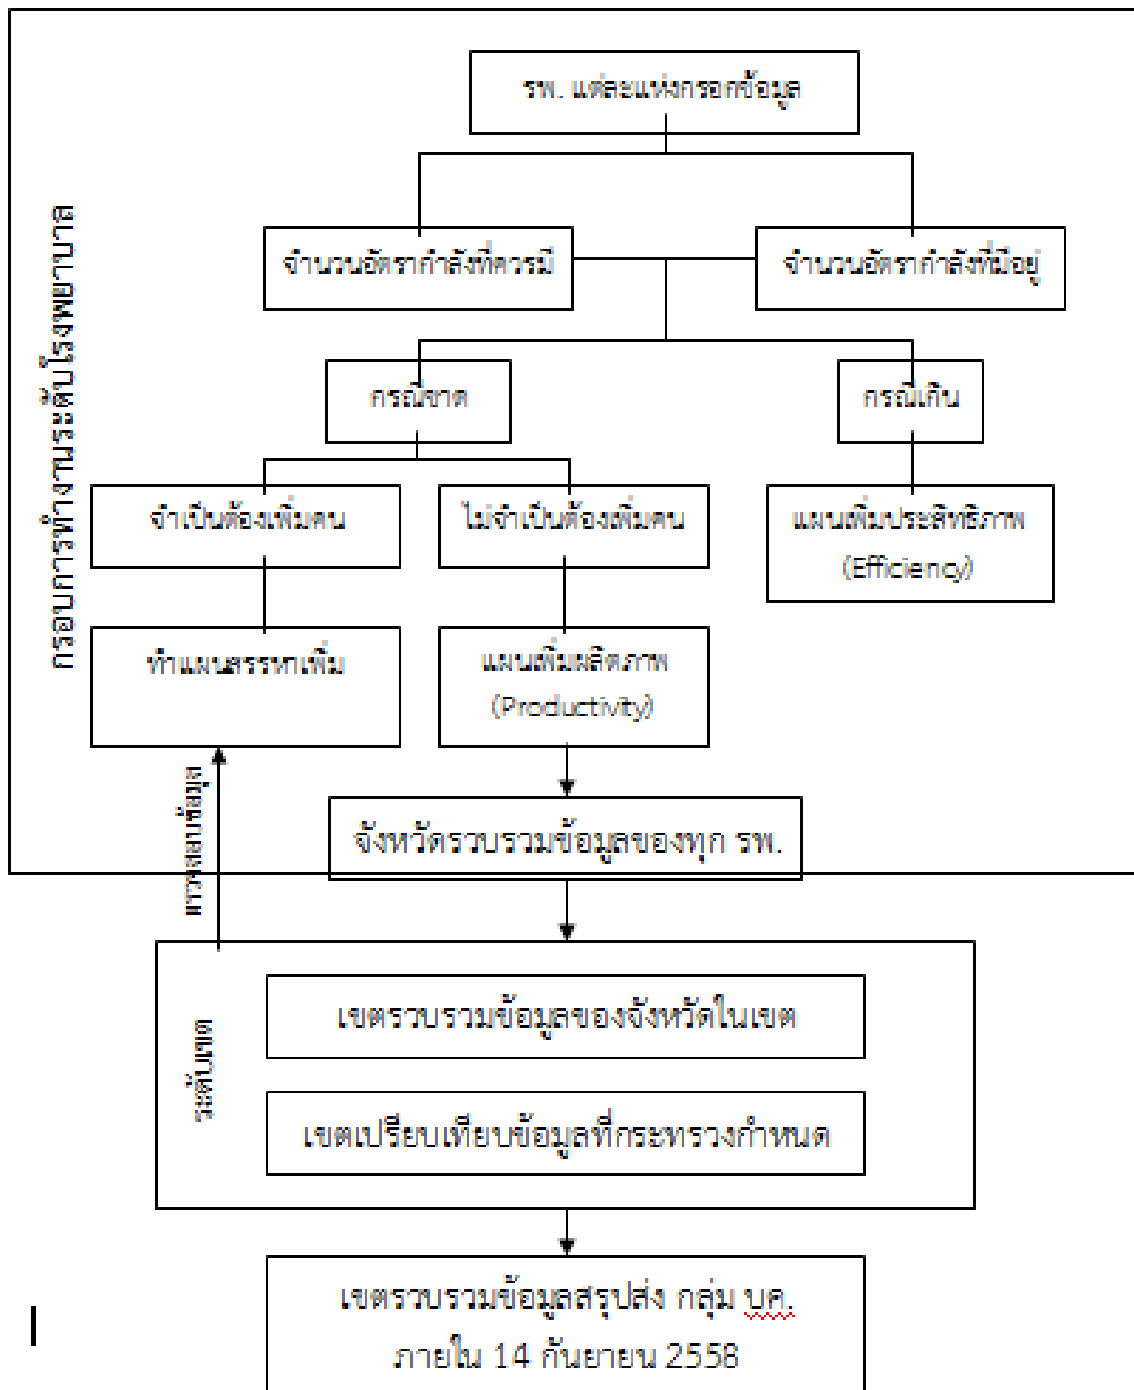 รพ. แต่ละแห่งกรอกข้อมูล
กรอบการทำงานระดับโรงพยาบาล
จำนวนอัตรากำลังที่ควรมี
จำนวนอัตรากำลังที่มีอยู่
กรณีขาด
กรณีเกิน
จำเป็นต้องเพิ่มคน
ไม่จำเป็นต้องเพิ่มคน
แผนเพิ่มประสิทธิภาพ
(Efficiency)
ทำแผนสรรหาเพิ่ม
แผนเพิ่มผลิตภาพ
(Productivity)
ตรวจสอบข้อมูล
จังหวัดรวบรวมข้อมูลของทุก รพ.
ระดับเขต
เขตรวบรวมข้อมูลของจังหวัดในเขต
เขตเปรียบเทียบข้อมูลที่กระทรวงกำหนด
เขตรวบรวมข้อมูลสรุปส่ง กลุ่ม บค.
ภายใน 14 กันยายน 2558